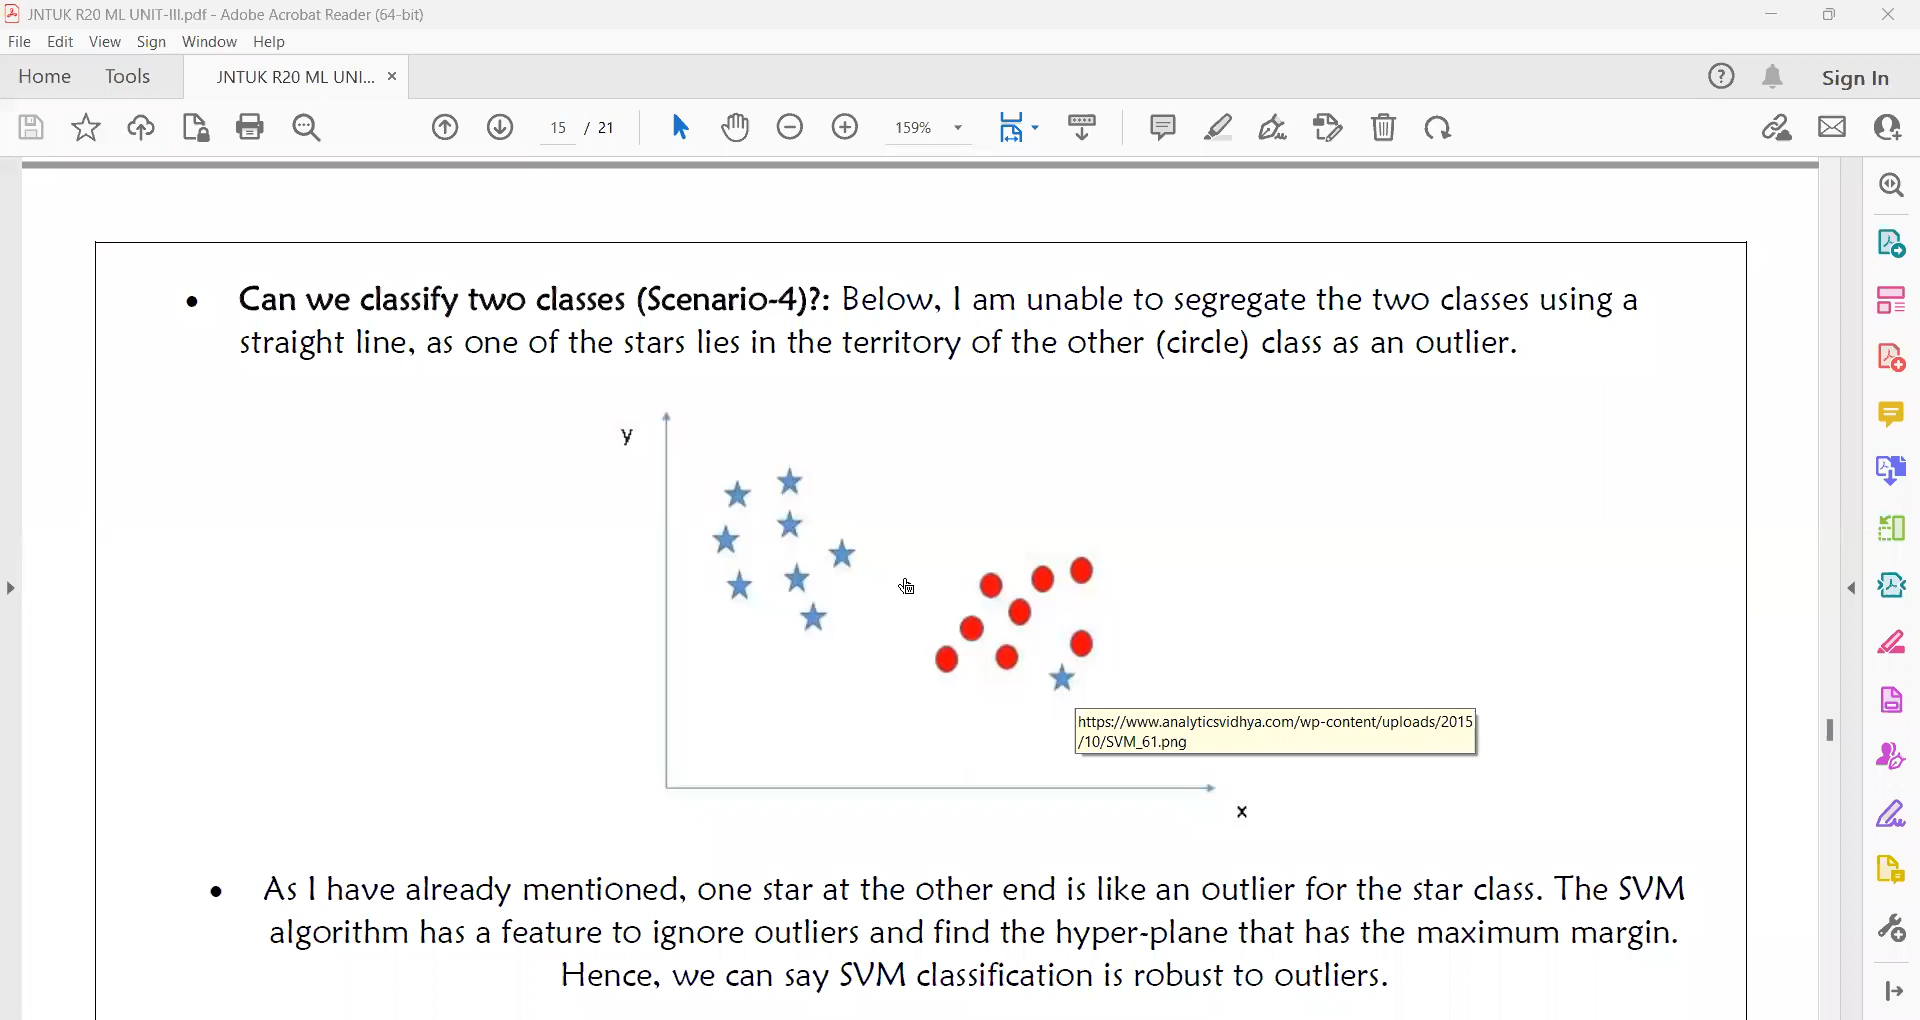 JNTUK R20 ML UNIT-III.pdf - Adobe Acrobat Reader (64-bit)
File Edit View Sign Window Help
Home Tools JNTUK R20 ML UNI... × Sign In
15 / 21 159%
• Can we classify two classes (Scenario-4)?: Below, I am unable to segregate the two classes using a
straight line, as one of the stars lies in the territory of the other (circle) class as an outlier.
y
https://www.analyticsvidhya.com/wp-content/uploads/2015
/10/SVM_61.png
x
• As I have already mentioned, one star at the other end is like an outlier for the star class. The SVM
algorithm has a feature to ignore outliers and find the hyper-plane that has the maximum margin.
Hence, we can say SVM classification is robust to outliers.